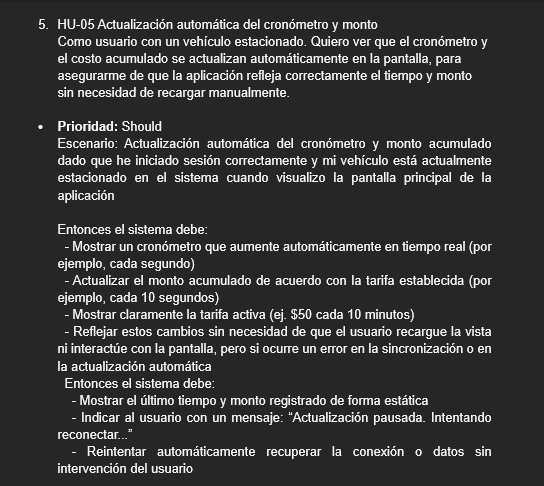 5. HU-05 Actualización automática del cronómetro y monto
Como usuario con un vehículo estacionado. Quiero ver que el cronómetro y
el costo acumulado se actualizan automáticamente en la pantalla, para
asegurarme de que la aplicación refleja correctamente el tiempo y monto
sin necesidad de recargar manualmente.
• Prioridad: Should
Escenario: Actualización automática del cronómetro y monto acumulado
dado que he iniciado sesión correctamente y mi vehículo está actualmente
estacionado en el sistema cuando visualizo la pantalla principal de la
aplicación
Entonces el sistema debe:
- Mostrar un cronómetro que aumente automáticamente en tiempo real (por
ejemplo, cada segundo)
- Actualizar el monto acumulado de acuerdo con la tarifa establecida (por
ejemplo, cada 10 segundos)
- Mostrar claramente la tarifa activa (ej. $50 cada 10 minutos)
- Reflejar estos cambios sin necesidad de que el usuario recargue la vista
ni interactúe con la pantalla, pero si ocurre un error en la sincronización o en
la actualización automática
Entonces el sistema debe:
- Mostrar el último tiempo y monto registrado de forma estática
- Indicar al usuario con un mensaje: “Actualización pausada. Intentando
reconectar...”
- Reintentar automáticamente recuperar la conexión o datos sin
intervención del usuario